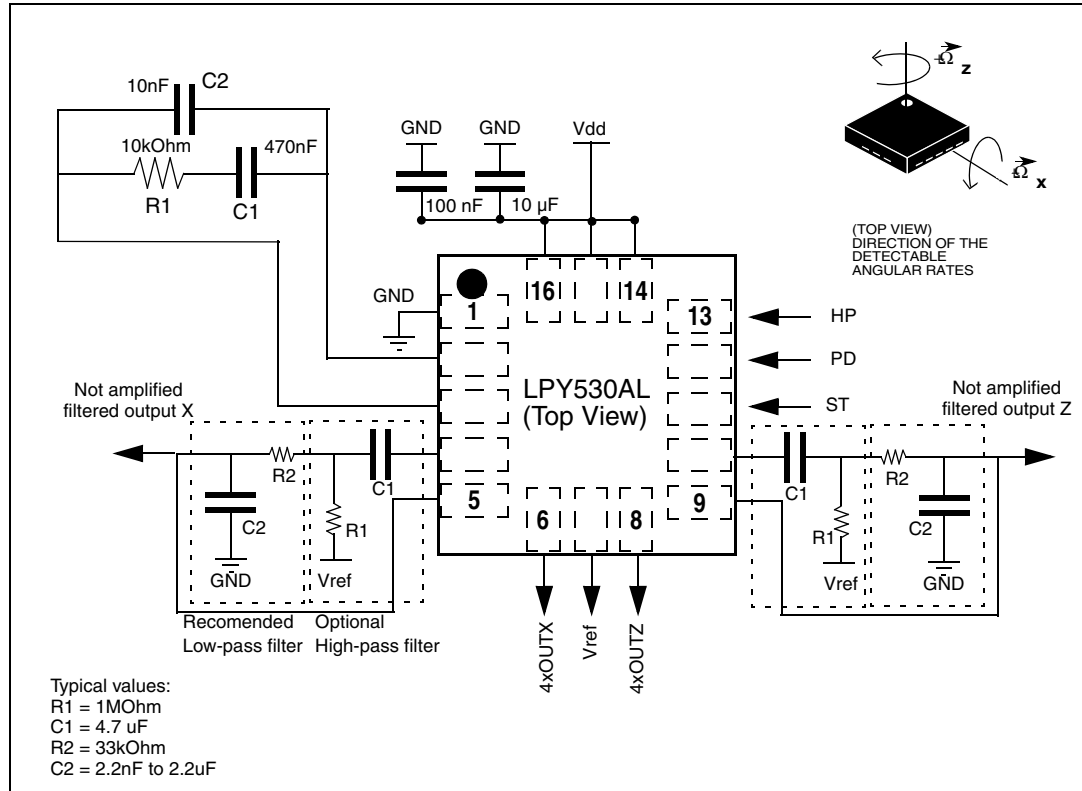 C2
10nF
10kOhm
470nF
R1
C1
GND
GND
Vdd
100 nF
10 µF
Ω z
Ω x
(TOP VIEW)
DIRECTION OF THE
DETECTABLE
ANGULAR RATES
GND
1
16
14
13
HP
PD
ST
LPY530AL
(Top View)
Not amplified
filtered output X
Not amplified
filtered output Z
R2
C1
C2
R1
GND
Vref
5
6
8
9
C1
R2
R1
C2
Vref
GND
Recomended
Low-pass filter
Optional
High-pass filter
4xOUTX
Vref
4xOUTZ
Typical values:
R1 = 1MOhm
C1 = 4.7 uF
R2 = 33kOhm
C2 = 2.2nF to 2.2uF